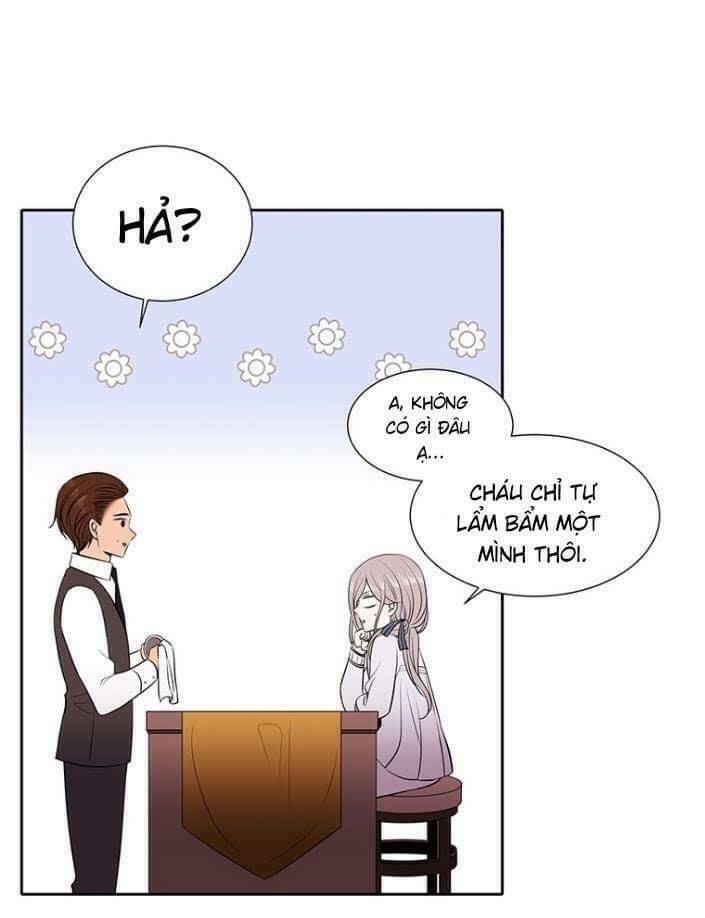 HẢ?
A, KHÔNG
CÓ GÌ ĐÂU
Ạ...
CHÁU CHỈ TỰ
LẨM BẨM MỘT
MÌNH THÔI.